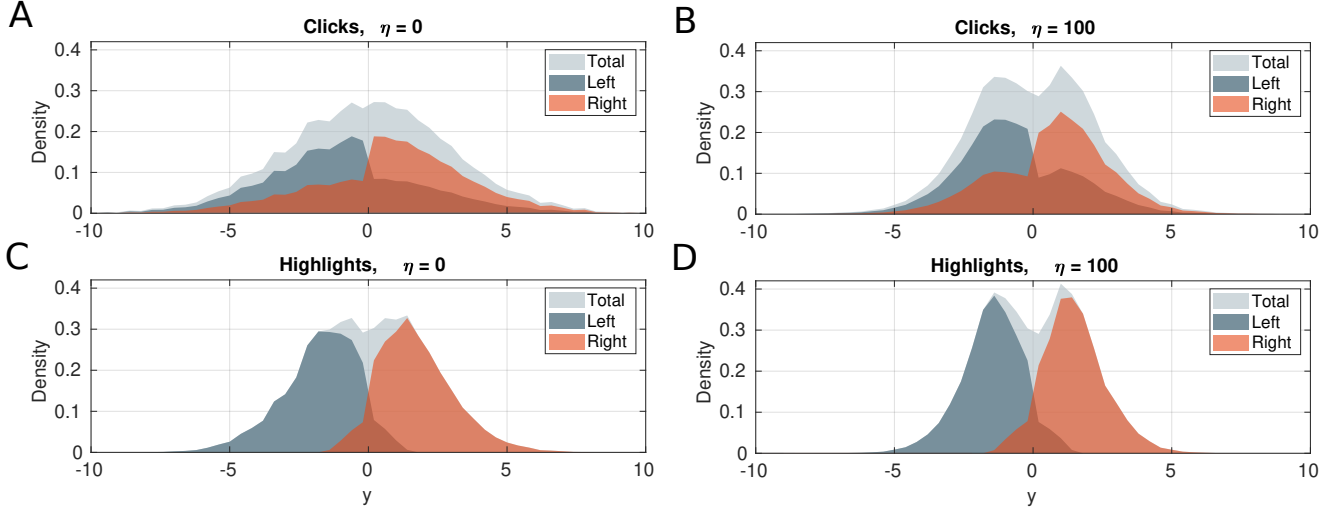 A
Clicks, η = 0
0.4
0.3
0.2
0.1
0
Density
-10
-5
0
5
10
Total
Left
Right
B
Clicks, η = 100
0.4
0.3
0.2
0.1
0
Density
-10
-5
0
5
10
Total
Left
Right
C
Highlights, η = 0
0.4
0.3
0.2
0.1
0
Density
-10
-5
0
5
10
y
Total
Left
Right
D
Highlights, η = 100
0.4
0.3
0.2
0.1
0
Density
-10
-5
0
5
10
y
Total
Left
Right